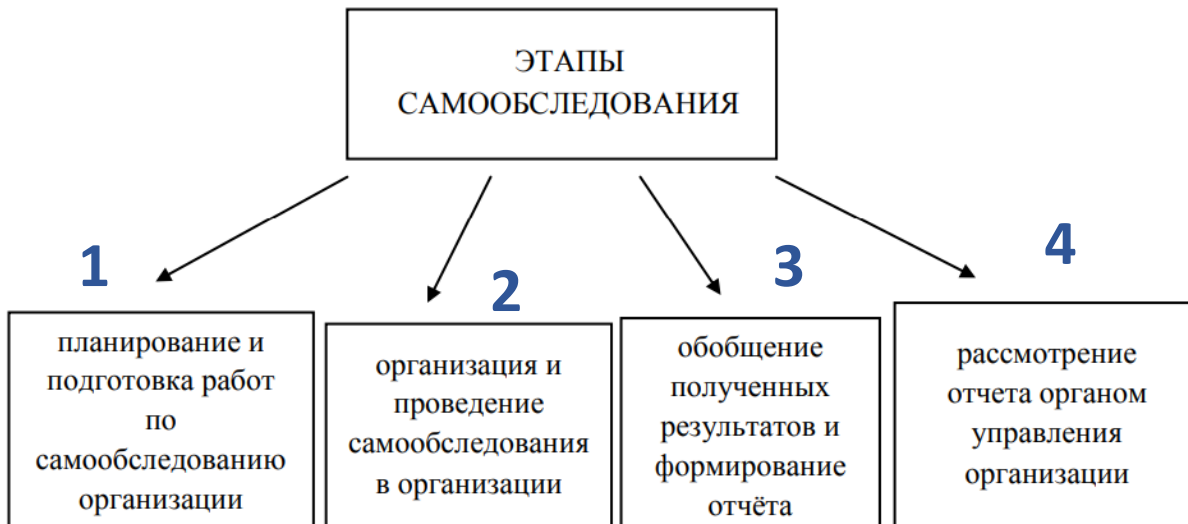 ЭТАПЫ
САМООБСЛЕДОВАНИЯ
1
планирование и
подготовка работ
по
самообследованию
организации
2
организация и
проведение
самообследования
в организации
3
обобщение
полученных
результатов и
формирование
отчёта
4
рассмотрение
отчета органом
управления
организации